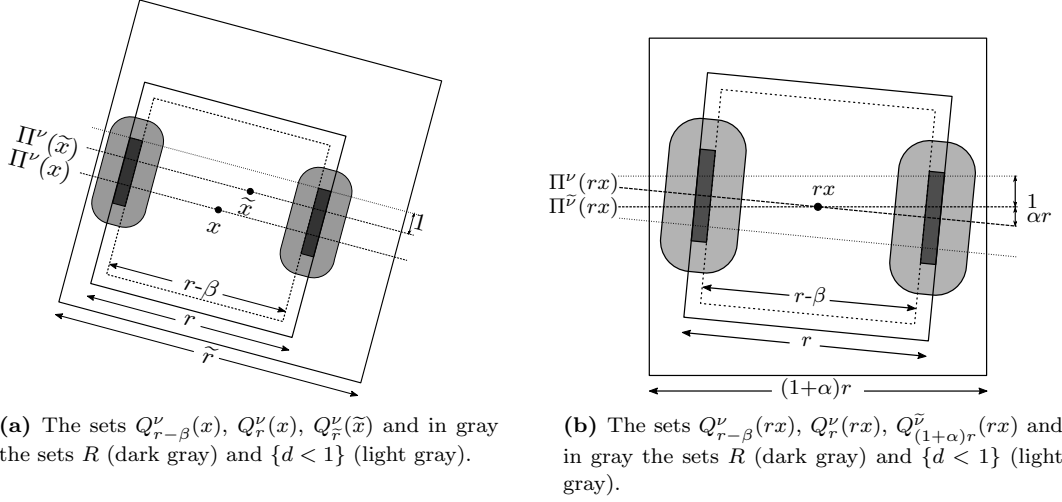 Π^ν(x̃)
Π^ν(x)
x̃
x
1
r-β
r
r̃
(a) The sets Q^ν_{r−β}(x), Q^ν_r(x), Q^ν_{r̃}(x̃) and in gray
the sets R (dark gray) and {d < 1} (light gray).
Π^ν(rx)
Π^ν̃(rx)
rx
1
αr
r-β
r
(1+α)r
(b) The sets Q^ν_{r−β}(rx), Q^ν_r(rx), Q^ν̃_{(1+α)r}(rx) and
in gray the sets R (dark gray) and {d < 1} (light
gray).